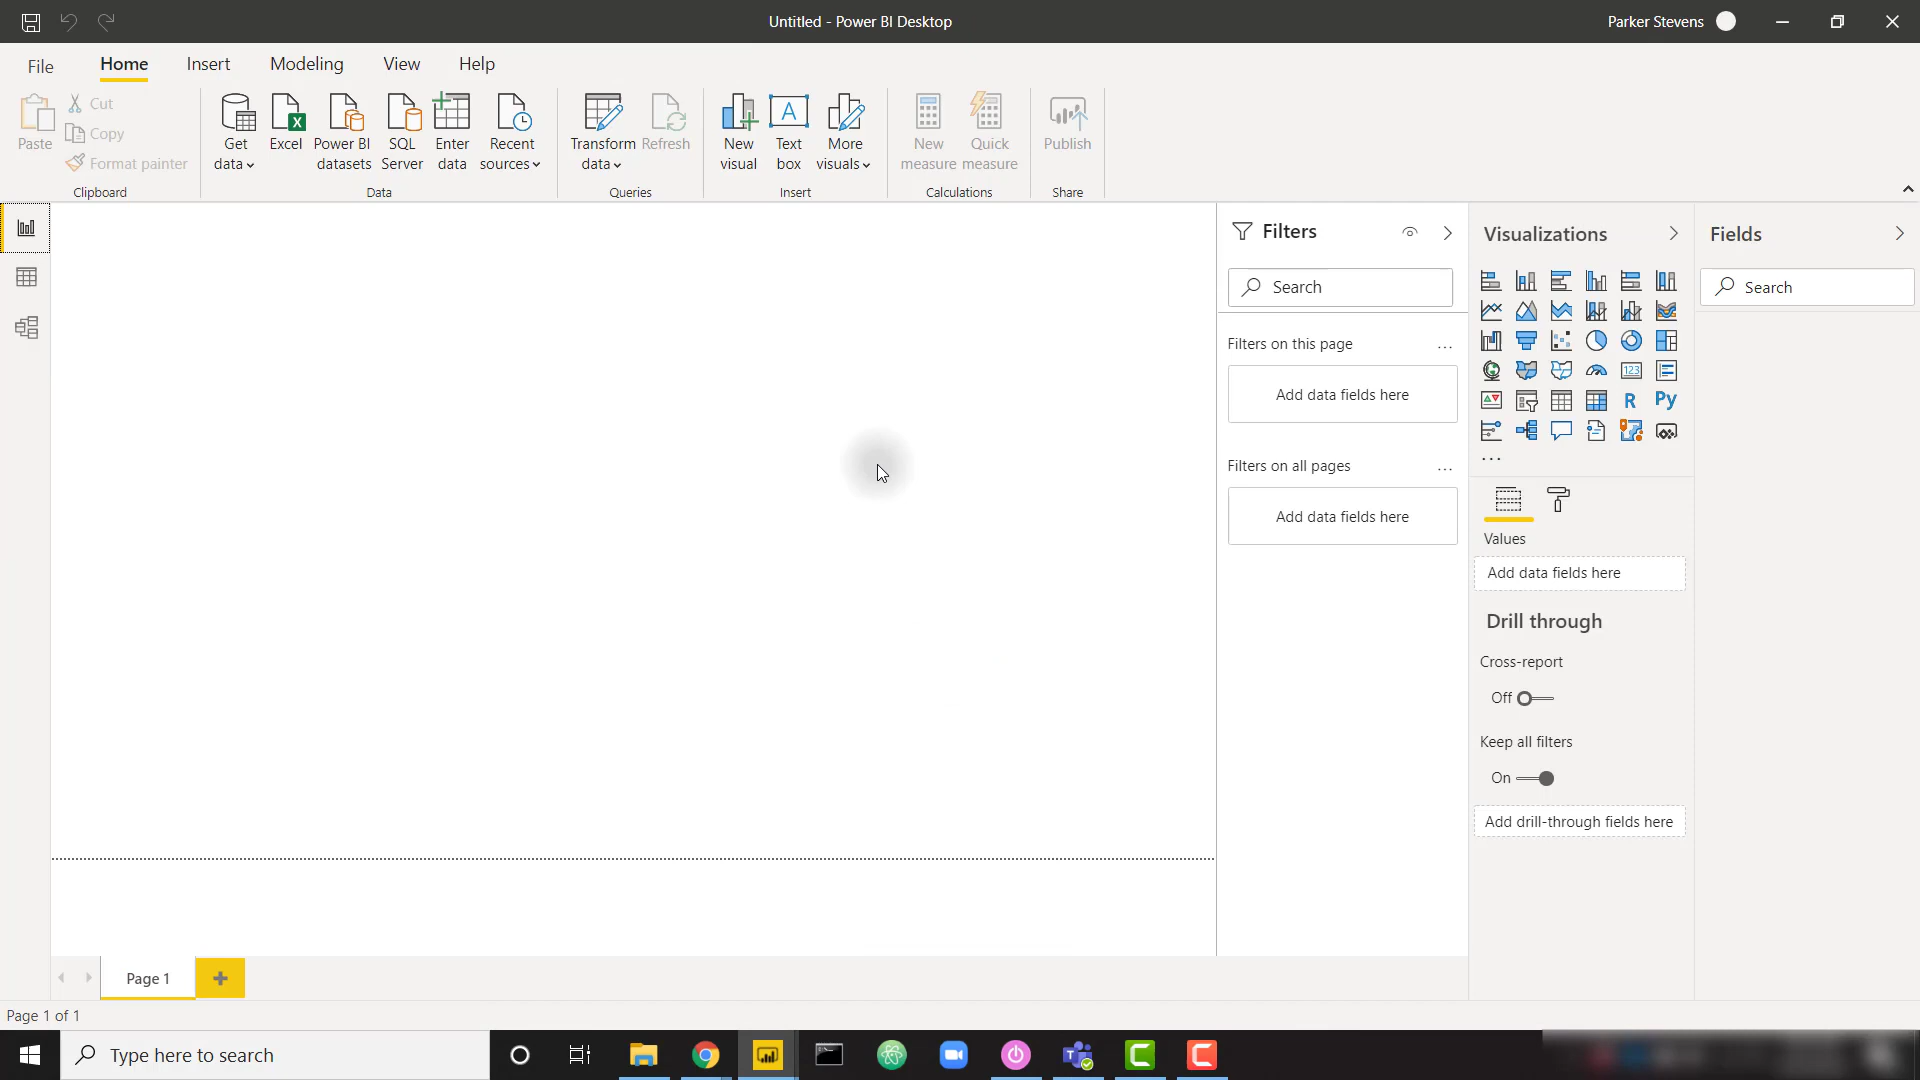 Untitled - Power BI Desktop
Parker Stevens
File
Home
Insert
Modeling
View
Help
Paste
Cut
Copy
Format painter
Clipboard
Get
data
Excel
Power BI
datasets
SQL
Server
Enter
data
Recent
sources
Data
Transform
data
Refresh
Queries
New
visual
Text
box
More
visuals
Insert
New
measure
Quick
measure
Calculations
Publish
Share
Filters
Search
Filters on this page
...
Add data fields here
Filters on all pages
...
Add data fields here
Visualizations
123
R
Py
...
Values
Add data fields here
Drill through
Cross-report
Off
Keep all filters
On
Add drill-through fields here
Fields
Search
Page 1
Page 1 of 1
Type here to search